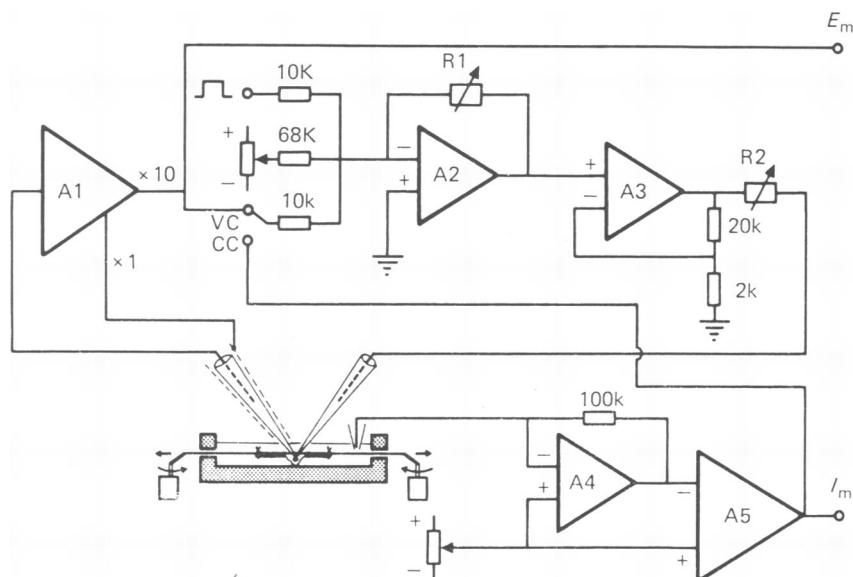 E_m
10K
R1
+
68K
−
A1
×10
−
+
A2
+
−
A3
R2
10k
VC
CC
20k
×1
2k
100k
−
+
A4
−
A5
+
I_m
+
−